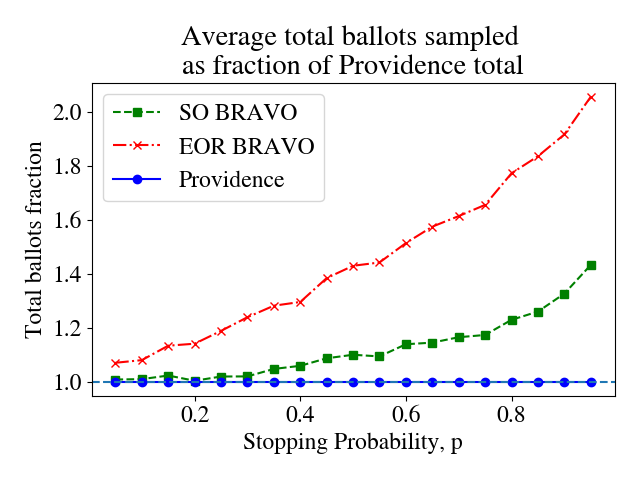 Average total ballots sampled
as fraction of Providence total
SO BRAVO
EOR BRAVO
Providence
Total ballots fraction
2.0
1.8
1.6
1.4
1.2
1.0
0.2 0.4 0.6 0.8
Stopping Probability, p